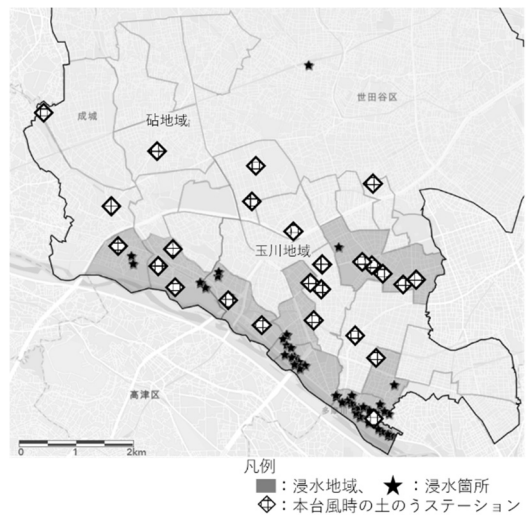 世田谷区
成城
砧地域
玉川地域
高津区
0 1 2km
凡例
：浸水地域、★：浸水箇所
：本台風時の土のうステーション